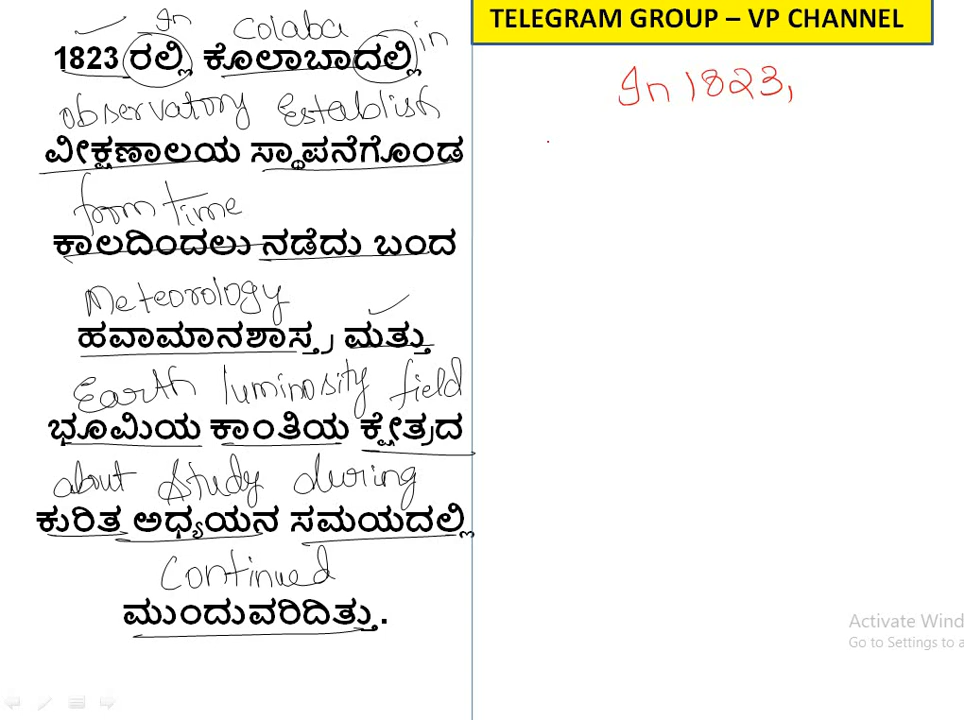 In Colaba in
1823 ರಲ್ಲಿ ಕೊಲಾಬಾದಲ್ಲಿ
observatory Establish
ವೀಕ್ಷಣಾಲಯ ಸ್ಥಾಪನೆಗೊಂಡ
from time
ಕಾಲದಿಂದಲು ನಡೆದು ಬಂದ
Meteorology
ಹವಾಮಾನಶಾಸ್ತ್ರ ಮತ್ತು
Earth luminosity field
ಭೂಮಿಯ ಕಾಂತಿಯ ಕ್ಷೇತ್ರದ
about Study during
ಕುರಿತ ಅಧ್ಯಯನ ಸಮಯದಲ್ಲಿ
Continued
ಮುಂದುವರಿದಿತ್ತು.
TELEGRAM GROUP – VP CHANNEL
In 1823,
Activate Wind
Go to Settings to a